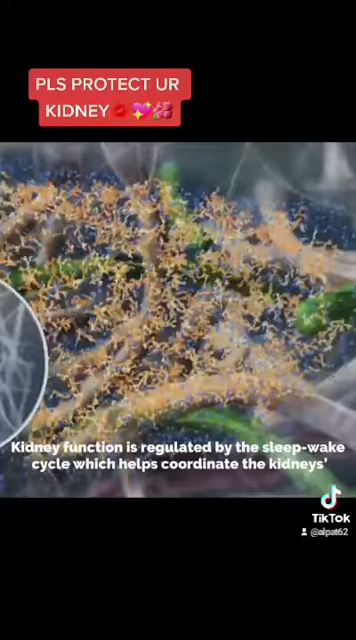 PLS PROTECT UR
KIDNEY💋💖💐
Kidney function is regulated by the sleep-wake
cycle which helps coordinate the kidneys'
TikTok
@alpat62